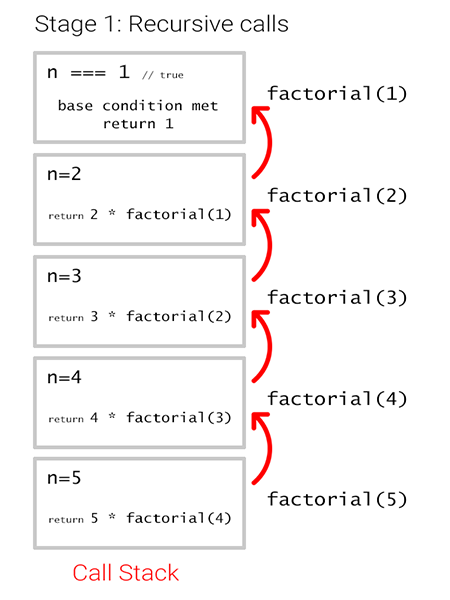 Stage 1: Recursive calls
n === 1 // true
base condition met
return 1
factorial(1)
n=2
return 2 * factorial(1)
factorial(2)
n=3
return 3 * factorial(2)
factorial(3)
n=4
return 4 * factorial(3)
factorial(4)
n=5
return 5 * factorial(4)
factorial(5)
Call Stack